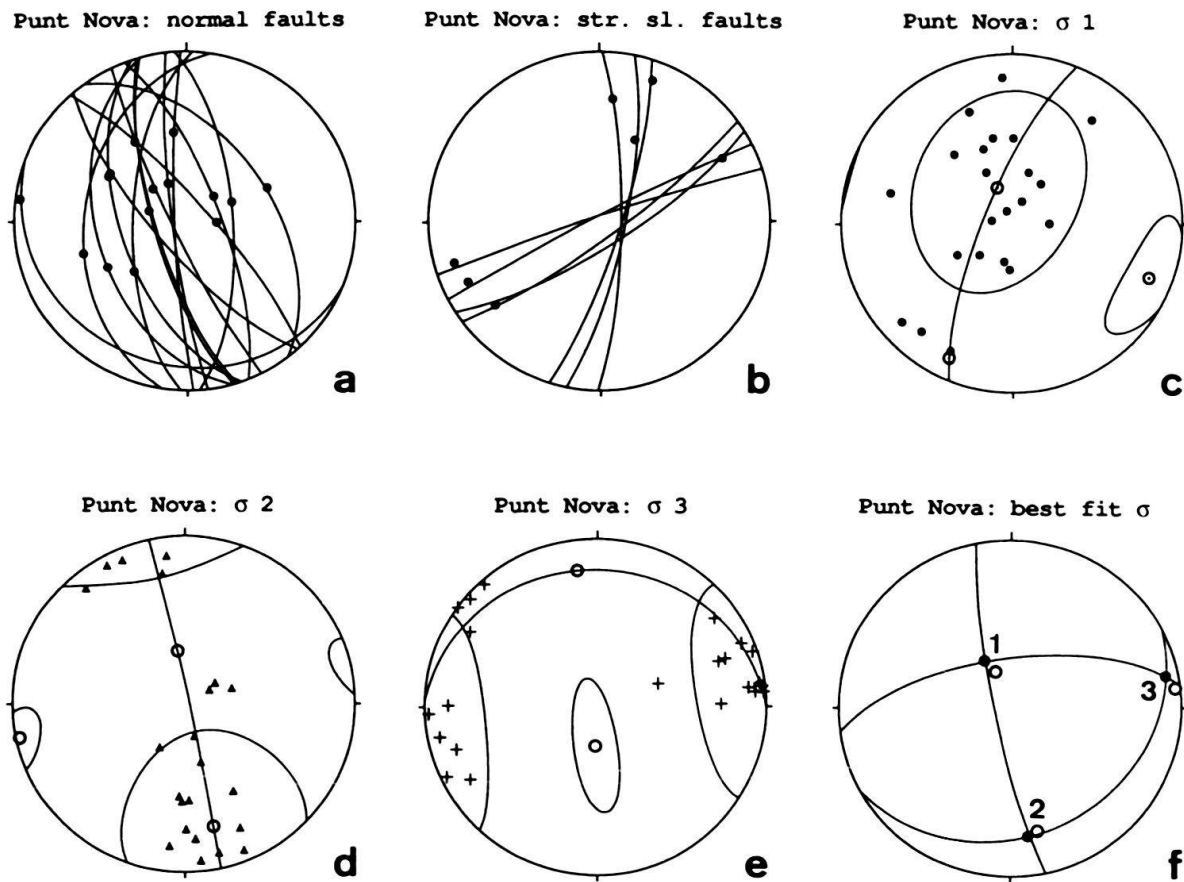 Punt Nova: normal faults
Punt Nova: str. sl. faults
Punt Nova: σ 1
a
b
c
Punt Nova: σ 2
Punt Nova: σ 3
Punt Nova: best fit σ
1
3
2
d
e
f